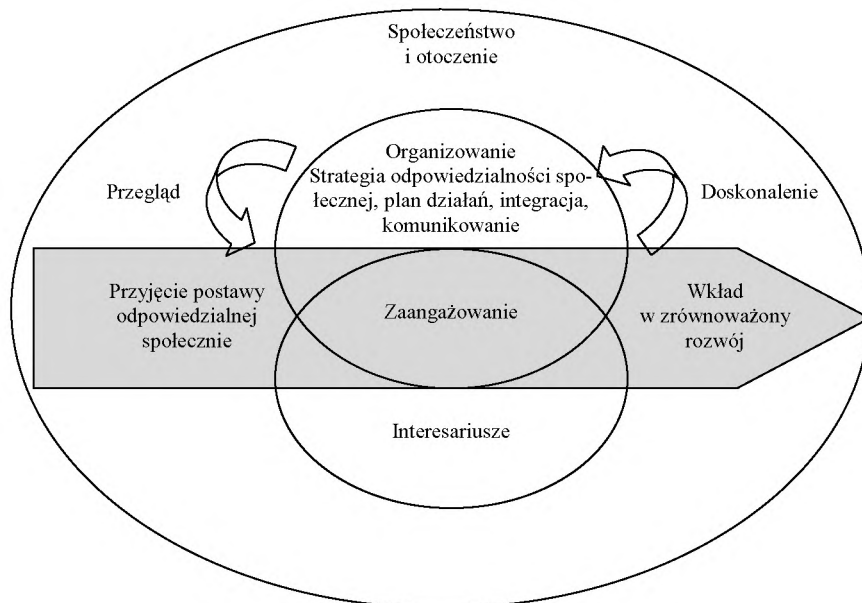 Społeczeństwo
i otoczenie
Organizowanie
Strategia odpowiedzialności spo-
łecznej, plan działań, integracja,
komunikowanie
Przegląd
Doskonalenie
Przyjęcie postawy
odpowiedzialnej
społecznie
Zaangażowanie
Wkład
w zrównoważony
rozwój
Interesariusze